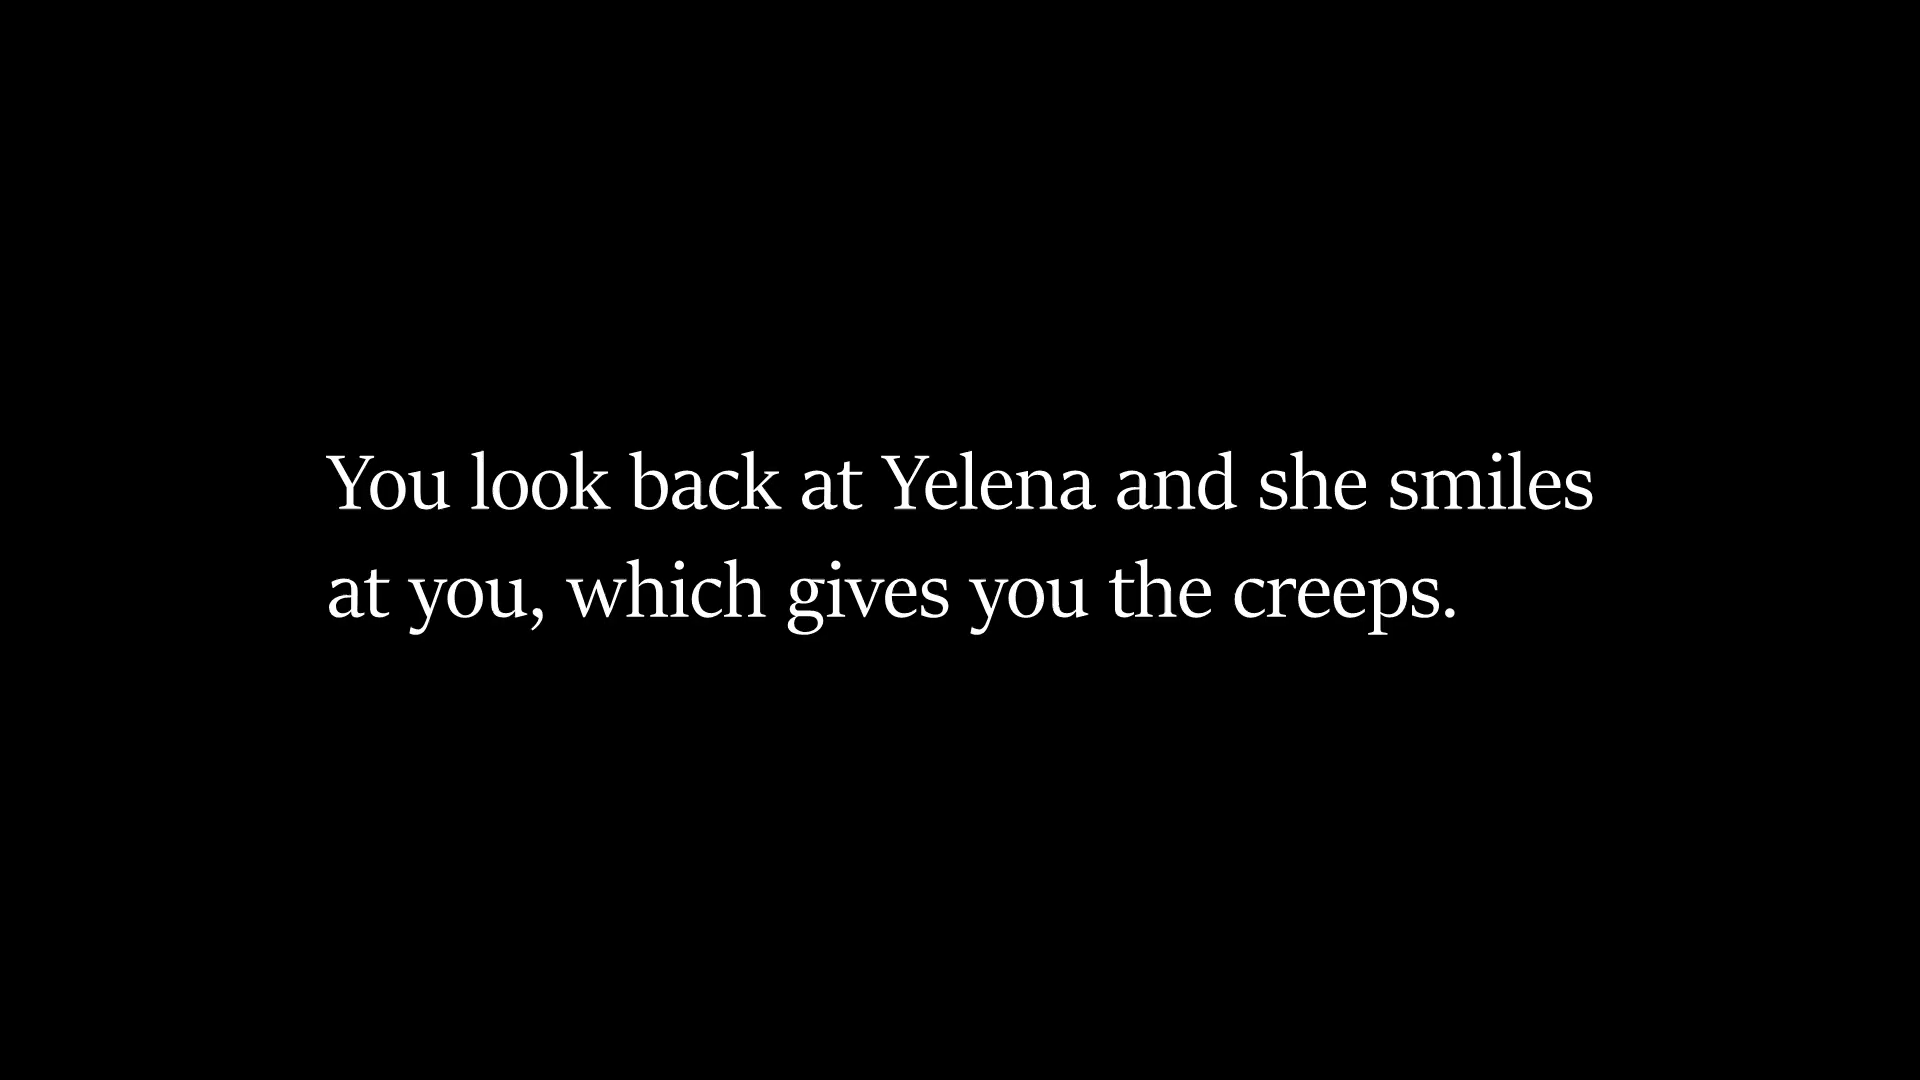 You look back at Yelena and she smiles
at you, which gives you the creeps.